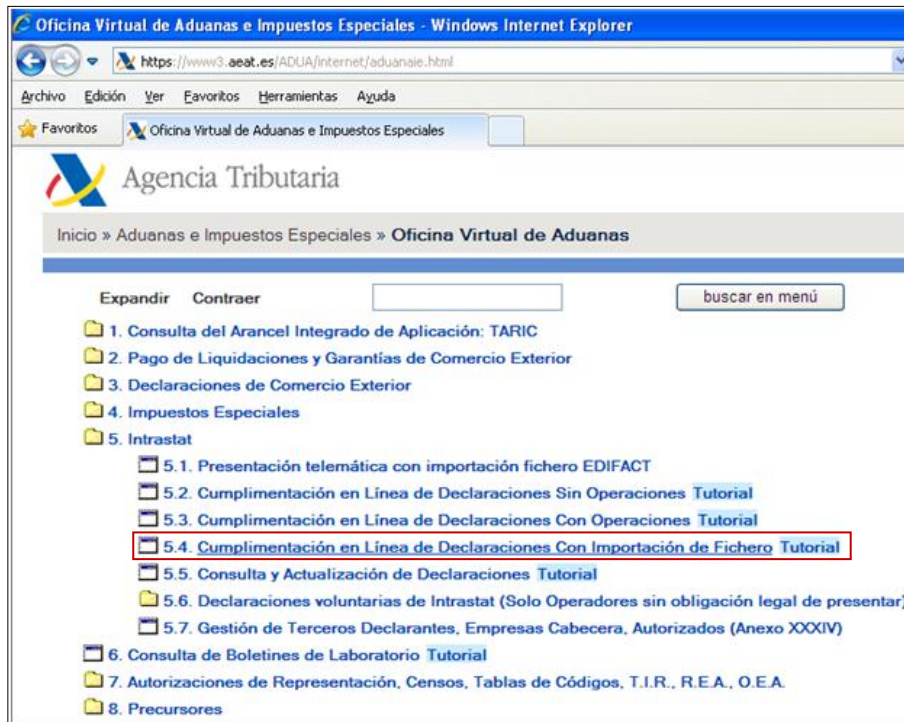 Oficina Virtual de Aduanas e Impuestos Especiales - Windows Internet Explorer
https://www3.aeat.es/ADUA/internet/aduanaie.html
Archivo Edición Ver Favoritos Herramientas Ayuda
Favoritos Oficina Virtual de Aduanas e Impuestos Especiales
Agencia Tributaria
Inicio » Aduanas e Impuestos Especiales » Oficina Virtual de Aduanas
Expandir Contraer buscar en menú
1. Consulta del Arancel Integrado de Aplicación: TARIC
2. Pago de Liquidaciones y Garantías de Comercio Exterior
3. Declaraciones de Comercio Exterior
4. Impuestos Especiales
5. Intrastat
5.1. Presentación telemática con importación fichero EDIFACT
5.2. Cumplimentación en Línea de Declaraciones Sin Operaciones Tutorial
5.3. Cumplimentación en Línea de Declaraciones Con Operaciones Tutorial
5.4. Cumplimentación en Línea de Declaraciones Con Importación de Fichero Tutorial
5.5. Consulta y Actualización de Declaraciones Tutorial
5.6. Declaraciones voluntarias de Intrastat (Solo Operadores sin obligación legal de presentar)
5.7. Gestión de Terceros Declarantes, Empresas Cabecera, Autorizados (Anexo XXXIV)
6. Consulta de Boletines de Laboratorio Tutorial
7. Autorizaciones de Representación, Censos, Tablas de Códigos, T.I.R., R.E.A., O.E.A.
8. Precursores